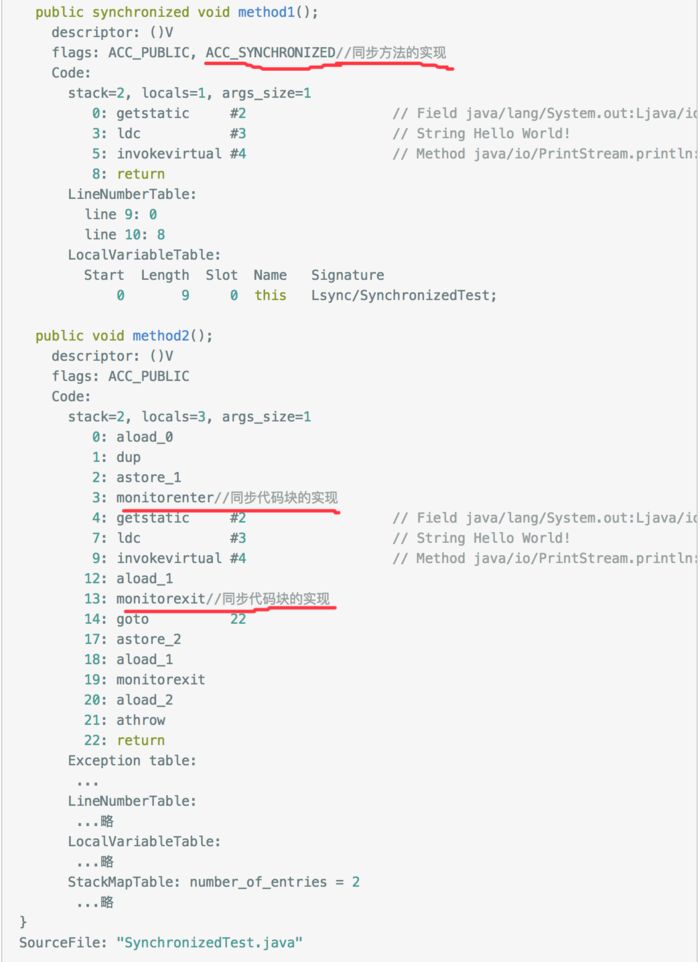 public synchronized void method1();
descriptor: ()V
flags: ACC_PUBLIC, ACC_SYNCHRONIZED//同步方法的实现
Code:
stack=2, locals=1, args_size=1
0: getstatic #2 // Field java/lang/System.out:Ljava/io
3: ldc #3 // String Hello World!
5: invokevirtual #4 // Method java/io/PrintStream.println:
8: return
LineNumberTable:
line 9: 0
line 10: 8
LocalVariableTable:
Start Length Slot Name Signature
0 9 0 this Lsync/SynchronizedTest;
public void method2();
descriptor: ()V
flags: ACC_PUBLIC
Code:
stack=2, locals=3, args_size=1
0: aload_0
1: dup
2: astore_1
3: monitorenter//同步代码块的实现
4: getstatic #2 // Field java/lang/System.out:Ljava/io
7: ldc #3 // String Hello World!
9: invokevirtual #4 // Method java/io/PrintStream.println:
12: aload_1
13: monitorexit//同步代码块的实现
14: goto 22
17: astore_2
18: aload_1
19: monitorexit
20: aload_2
21: athrow
22: return
Exception table:
...
LineNumberTable:
...略
LocalVariableTable:
...略
StackMapTable: number_of_entries = 2
...略
}
SourceFile: "SynchronizedTest.java"